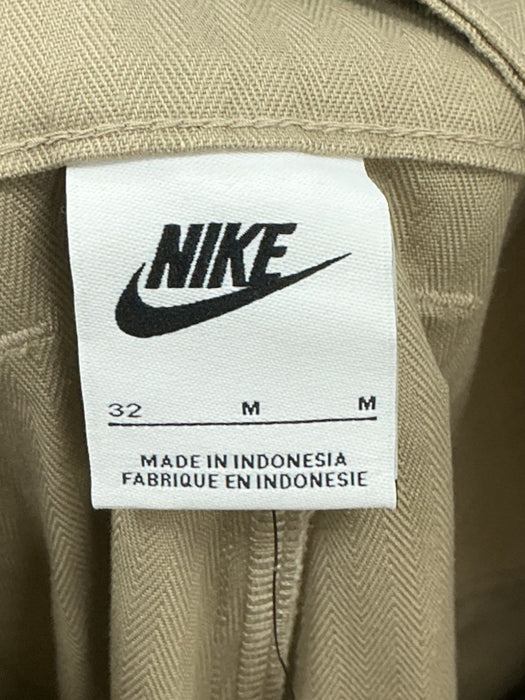 NIKE
32 M M
MADE IN INDONESIA
FABRIQUE EN INDONESIE